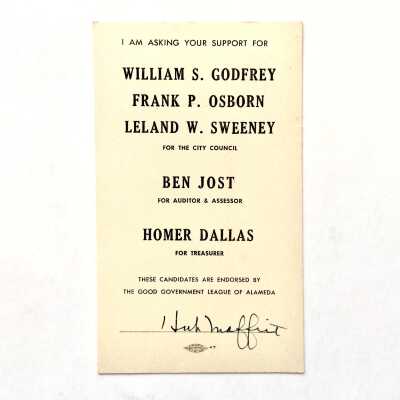 I AM ASKING YOUR SUPPORT FOR
WILLIAM S. GODFREY
FRANK P. OSBORN
LELAND W. SWEENEY
FOR THE CITY COUNCIL
BEN JOST
FOR AUDITOR & ASSESSOR
HOMER DALLAS
FOR TREASURER
THESE CANDIDATES ARE ENDORSED BY
THE GOOD GOVERNMENT LEAGUE OF ALAMEDA